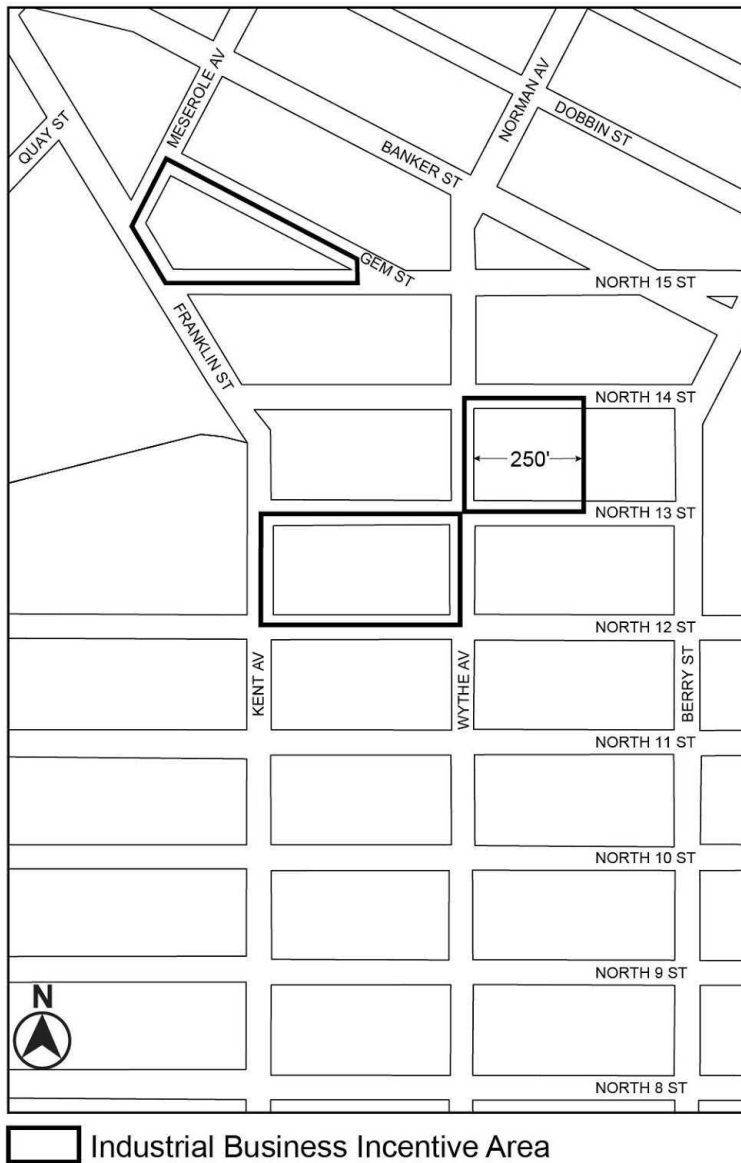 MESEROLE AV
NORMAN AV
QUAY ST
DOBBIN ST
BANKER ST
GEM ST
NORTH 15 ST
FRANKLIN ST
NORTH 14 ST
250'
NORTH 13 ST
NORTH 12 ST
KENT AV
WYTHE AV
BERRY ST
NORTH 11 ST
NORTH 10 ST
NORTH 9 ST
N
NORTH 8 ST
Industrial Business Incentive Area